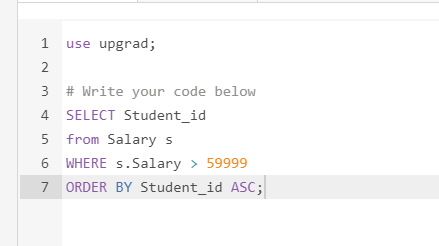 1 use upgrad;
2
3 # Write your code below
4 SELECT Student_id
5 from Salary s
6 WHERE s.Salary > 59999
7 ORDER BY Student_id ASC;